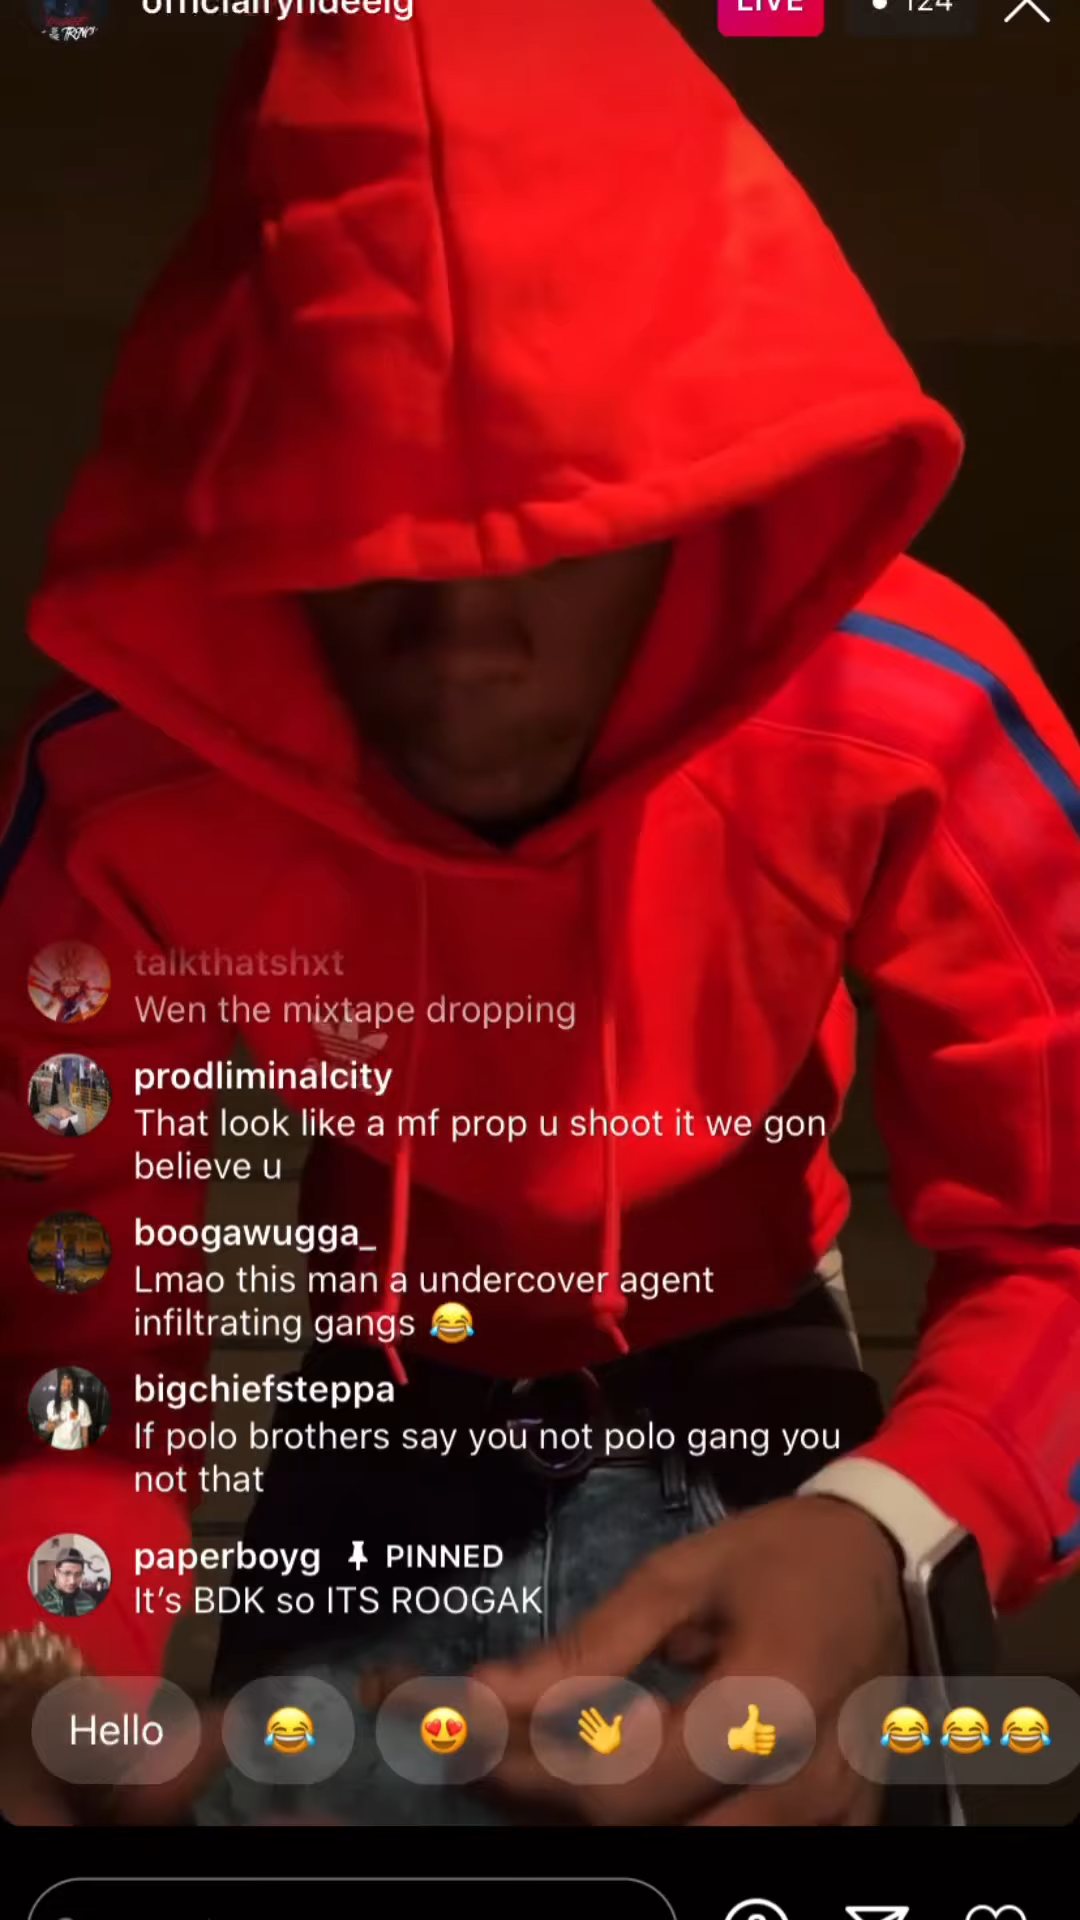 LIVE
talkthatshxt
Wen the mixtape dropping
prodliminalcity
That look like a mf prop u shoot it we gon
believe u
boogawugga_
Lmao this man a undercover agent
infiltrating gangs 😂
bigchiefsteppa
If polo brothers say you not polo gang you
not that
paperboyg PINNED
It’s BDK so ITS ROOGAK
Hello 😂 😍 👋 👍 😂😂😂